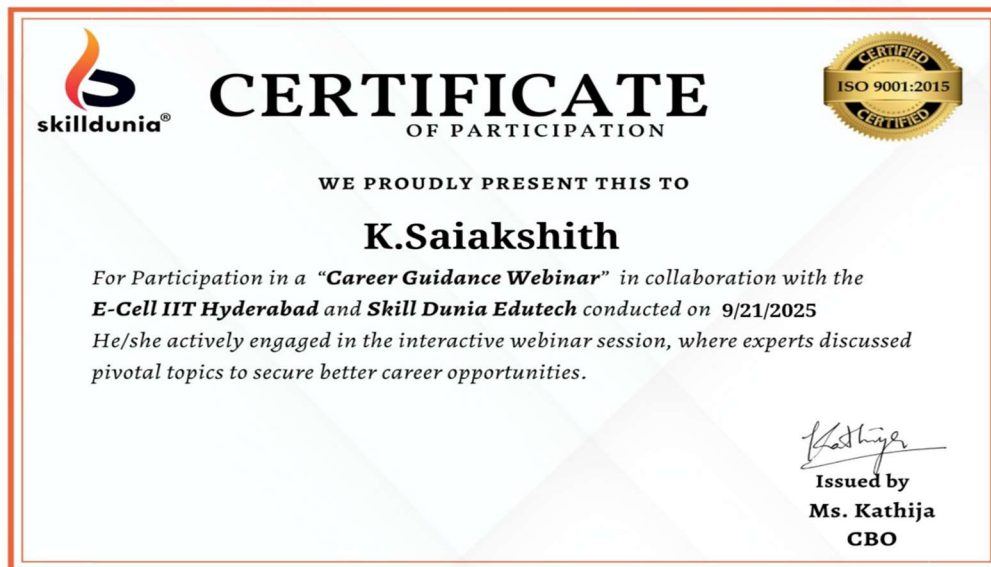 skilldunia®
CERTIFICATE
OF PARTICIPATION
CERTIFIED
ISO 9001:2015
CERTIFIED
WE PROUDLY PRESENT THIS TO
K.Saiakshith
For Participation in a “Career Guidance Webinar” in collaboration with the
E-Cell IIT Hyderabad and Skill Dunia Edutech conducted on 9/21/2025
He/she actively engaged in the interactive webinar session, where experts discussed
pivotal topics to secure better career opportunities.
Kathija
Issued by
Ms. Kathija
CBO